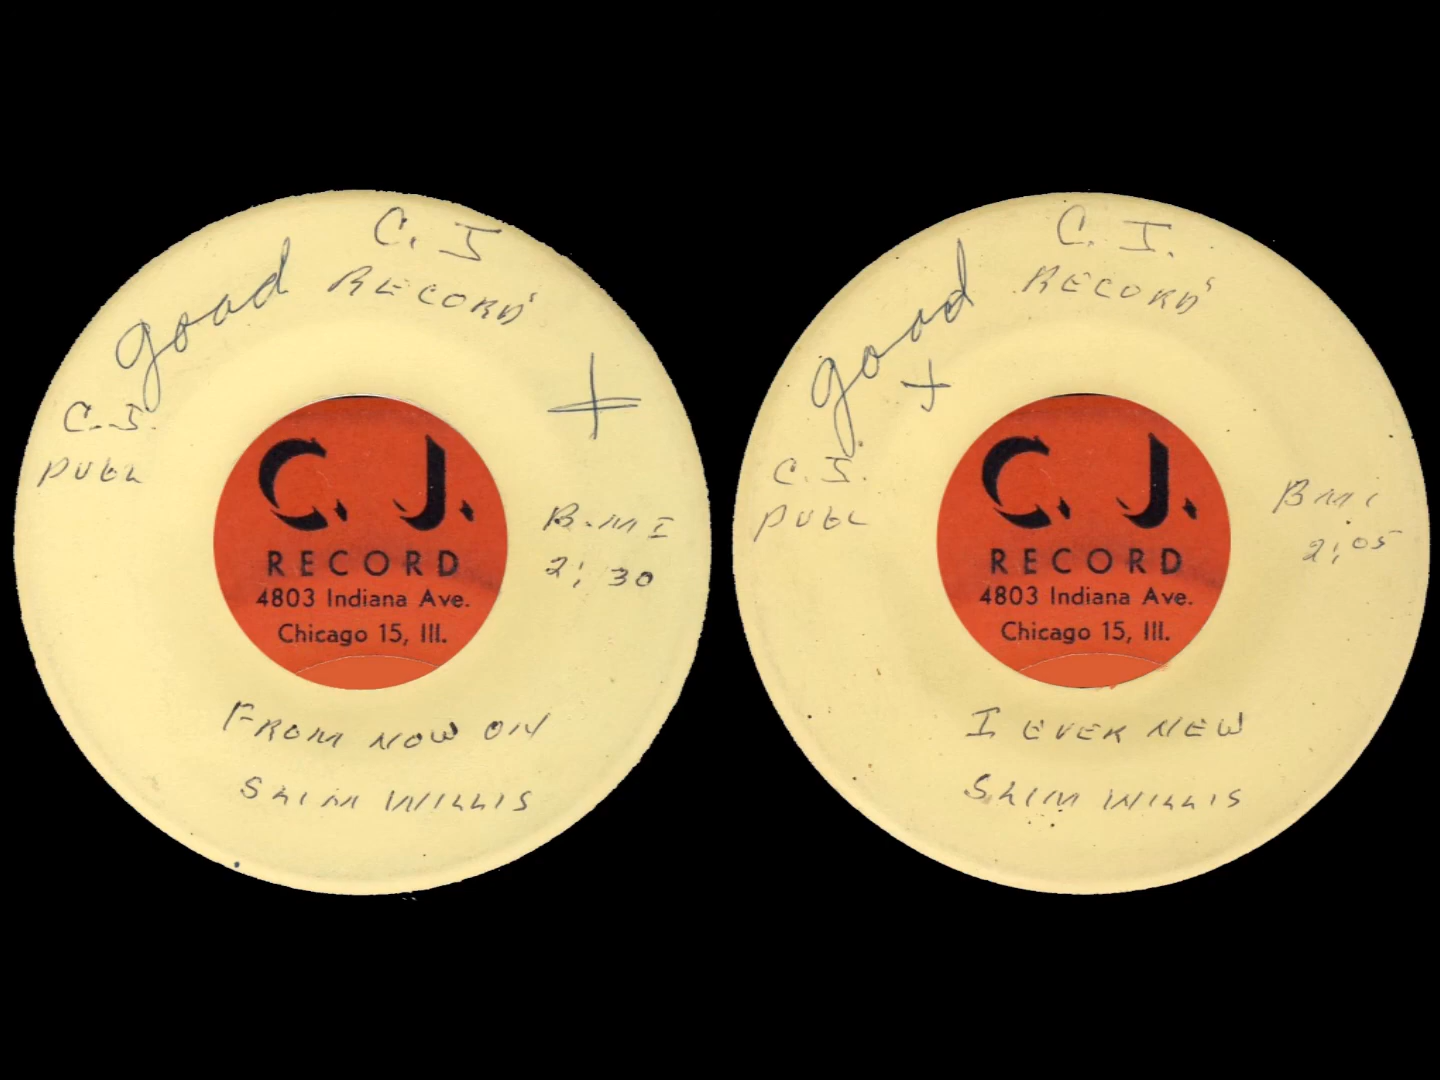 C. J
RECORD'
good
+
C. J.
PUBL
B. M I
2: 30
C. J.
RECORD
4803 Indiana Ave.
Chicago 15, Ill.
FROM NOW ON
SLIM WILLIS
C. J.
RECORD'
good
+
C. J.
PUBL
B M I
2: 05
C. J.
RECORD
4803 Indiana Ave.
Chicago 15, Ill.
I EVER NEW
SLIM WILLIS